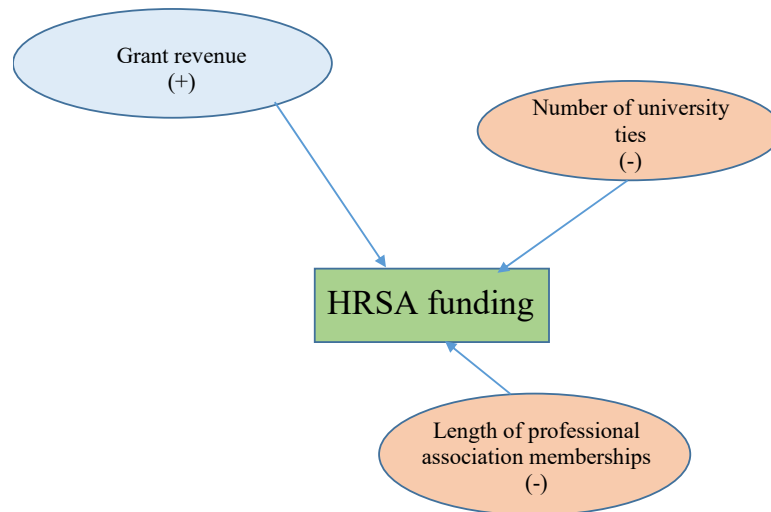 Grant revenue
(+)
Number of university
ties
(-)
HRSA funding
Length of professional
association memberships
(-)